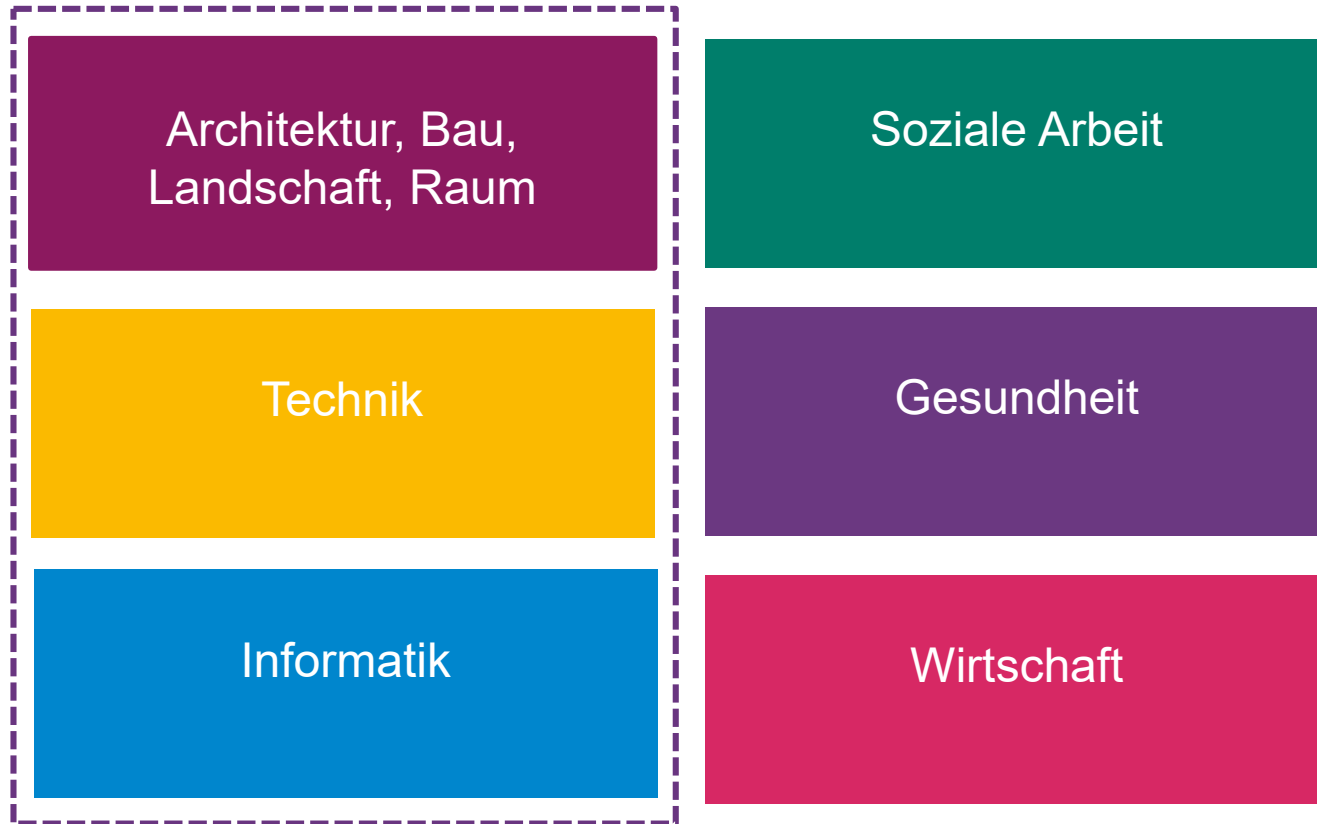 Architektur, Bau,
Landschaft, Raum
Soziale Arbeit
Technik
Gesundheit
Informatik
Wirtschaft